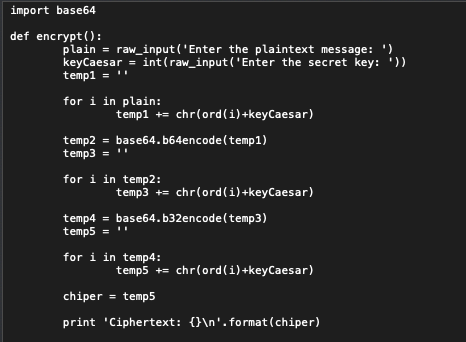 import base64
def encrypt():
plain = raw_input('Enter the plaintext message: ')
keyCaesar = int(raw_input('Enter the secret key: '))
temp1 = ''
for i in plain:
temp1 += chr(ord(i)+keyCaesar)
temp2 = base64.b64encode(temp1)
temp3 = ''
for i in temp2:
temp3 += chr(ord(i)+keyCaesar)
temp4 = base64.b32encode(temp3)
temp5 = ''
for i in temp4:
temp5 += chr(ord(i)+keyCaesar)
chiper = temp5
print 'Ciphertext: {}\n'.format(chiper)